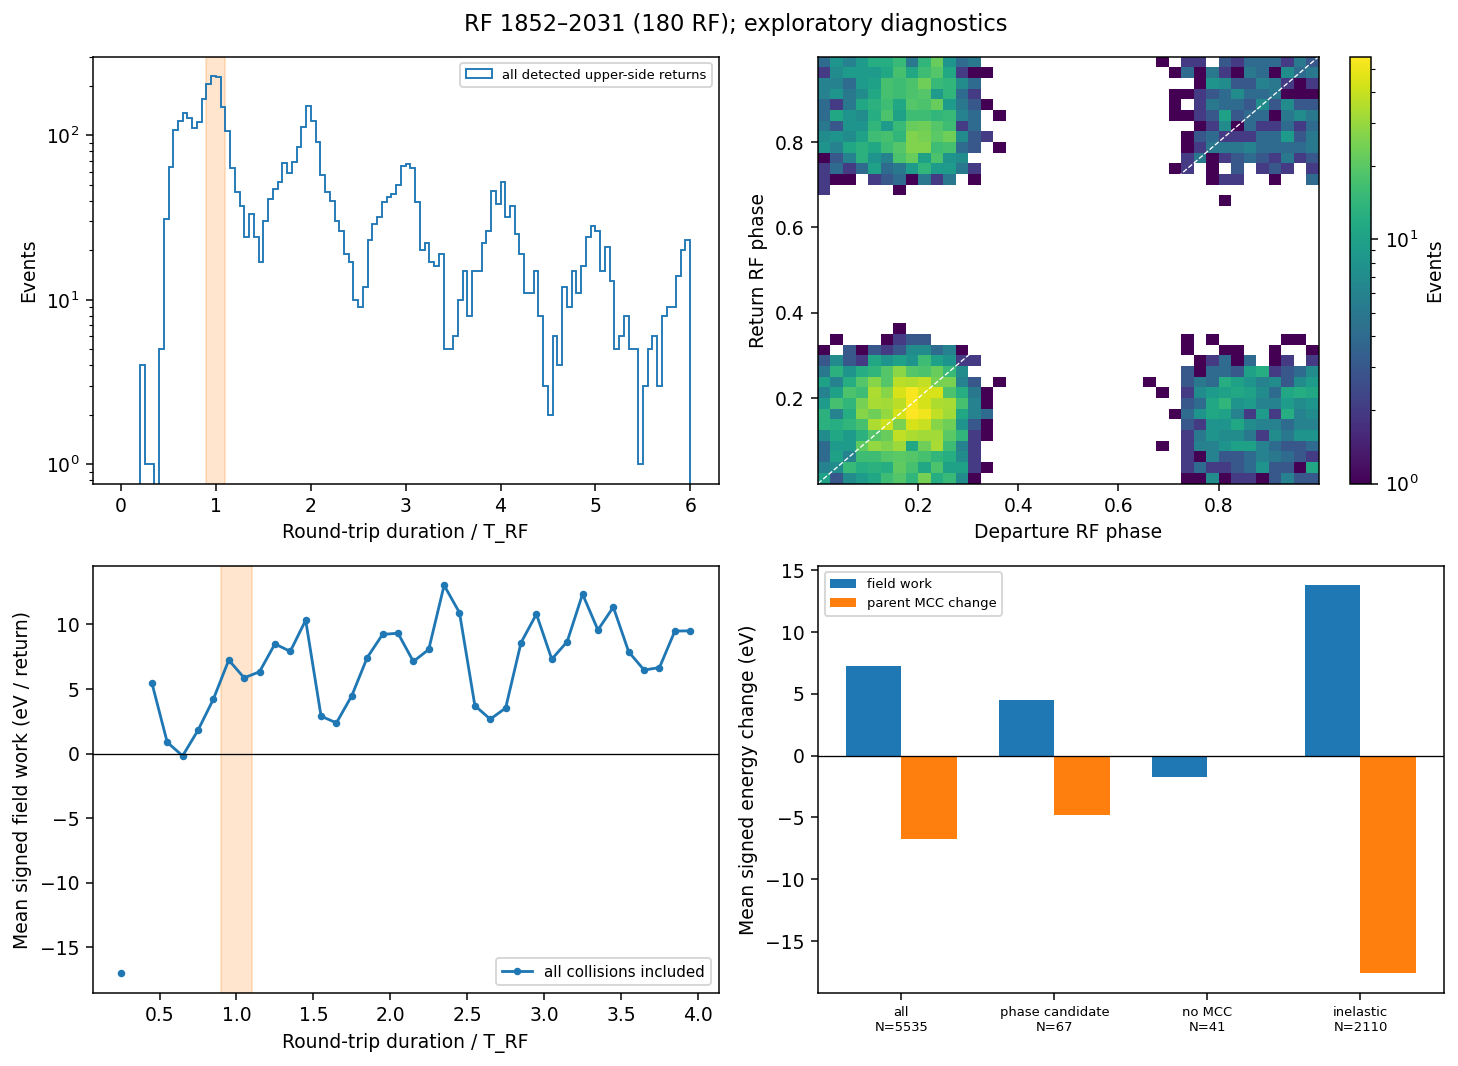 RF 1852–2031 (180 RF); exploratory diagnostics
all detected upper-side returns
Events
10²
10¹
10⁰
0 1 2 3 4 5 6
Round-trip duration / T_RF
Return RF phase
0.8
0.6
0.4
0.2
0.2 0.4 0.6 0.8
Departure RF phase
10¹
10⁰
Events
Mean signed field work (eV / return)
10
5
0
−5
−10
−15
all collisions included
0.5 1.0 1.5 2.0 2.5 3.0 3.5 4.0
Round-trip duration / T_RF
Mean signed energy change (eV)
15
10
5
0
−5
−10
−15
field work
parent MCC change
all
N=5535
phase candidate
N=67
no MCC
N=41
inelastic
N=2110